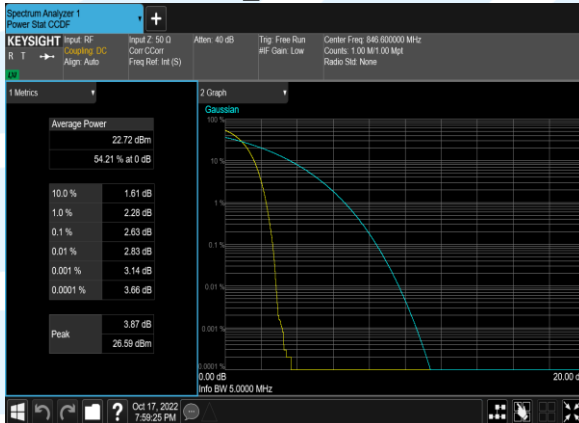 Spectrum Analyzer 1
Power Stat CCDF
+
KEYSIGHT
R T
Input: RF
Coupling: DC
Align: Auto
Input Z: 50 Ω
Corr CCorr
Freq Ref: Int (S)
Atten: 40 dB
Trig: Free Run
#IF Gain: Low
Center Freq: 846.600000 MHz
Counts: 1.00 M/1.00 Mpt
Radio Std: None
1 Metrics
Average Power
22.72 dBm
54.21 % at 0 dB
10.0 % 1.61 dB
1.0 % 2.28 dB
0.1 % 2.63 dB
0.01 % 2.83 dB
0.001 % 3.14 dB
0.0001 % 3.66 dB
Peak
3.87 dB
26.59 dBm
2 Graph
Gaussian
100 %
10 %
1 %
0.1 %
0.01 %
0.001 %
0.0001 %
0.00 dB
20.00 d
Info BW 5.0000 MHz
?
Oct 17, 2022
7:59:25 PM